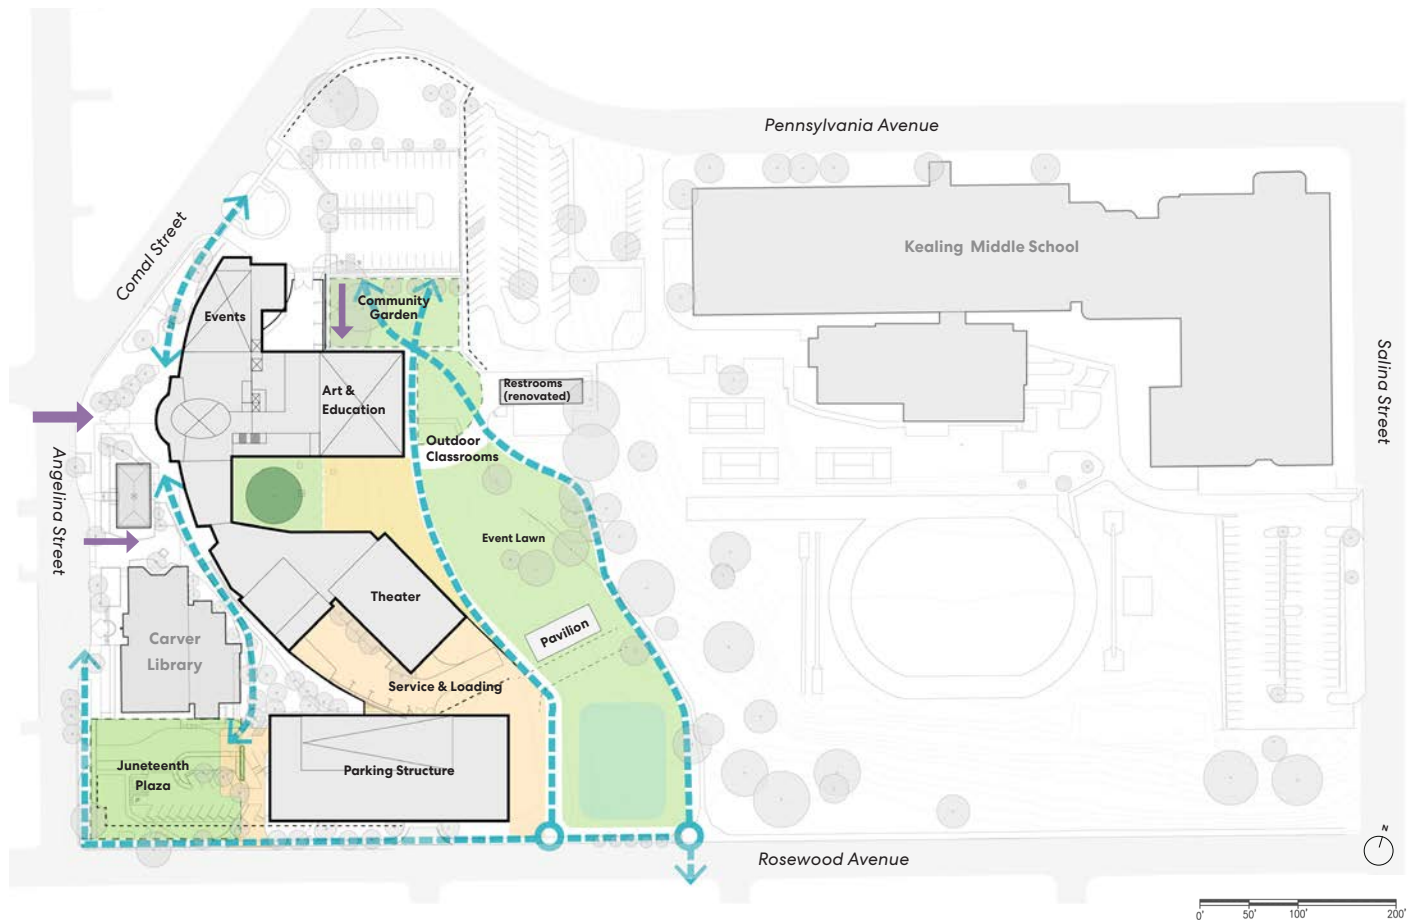 Pennsylvania Avenue
Comal Street
Kealing Middle School
Events
Community
Garden
Restrooms
(renovated)
Art &
Education
Salina Street
Outdoor
Classrooms
Angelina Street
Event Lawn
Theater
Pavilion
Carver
Library
Service & Loading
Juneteenth
Plaza
Parking Structure
Rosewood Avenue
N
0' 50' 100' 200'